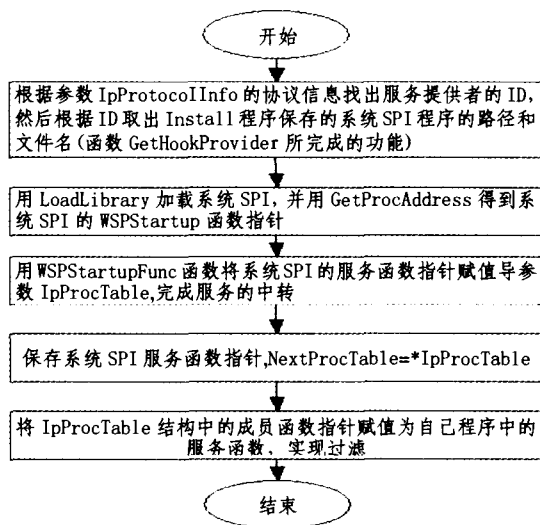 开始
根据参数 IpProtocolInfo 的协议信息找出服务提供者的 ID,
然后根据 ID 取出 Install 程序保存的系统 SPI 程序的路径和
文件名(函数 GetHookProvider 所完成的功能)
用 LoadLibrary 加载系统 SPI, 并用 GetProcAddress 得到系
统 SPI 的 WSPStartup 函数指针
用 WSPStartupFunc 函数将系统 SPI 的服务函数指针赋值导参
数 IpProcTable,完成服务的中转
保存系统 SPI 服务函数指针,NextProcTable=*IpProcTable
将 IpProcTable 结构中的成员函数指针赋值为自己程序中的
服务函数、实现过滤
结束